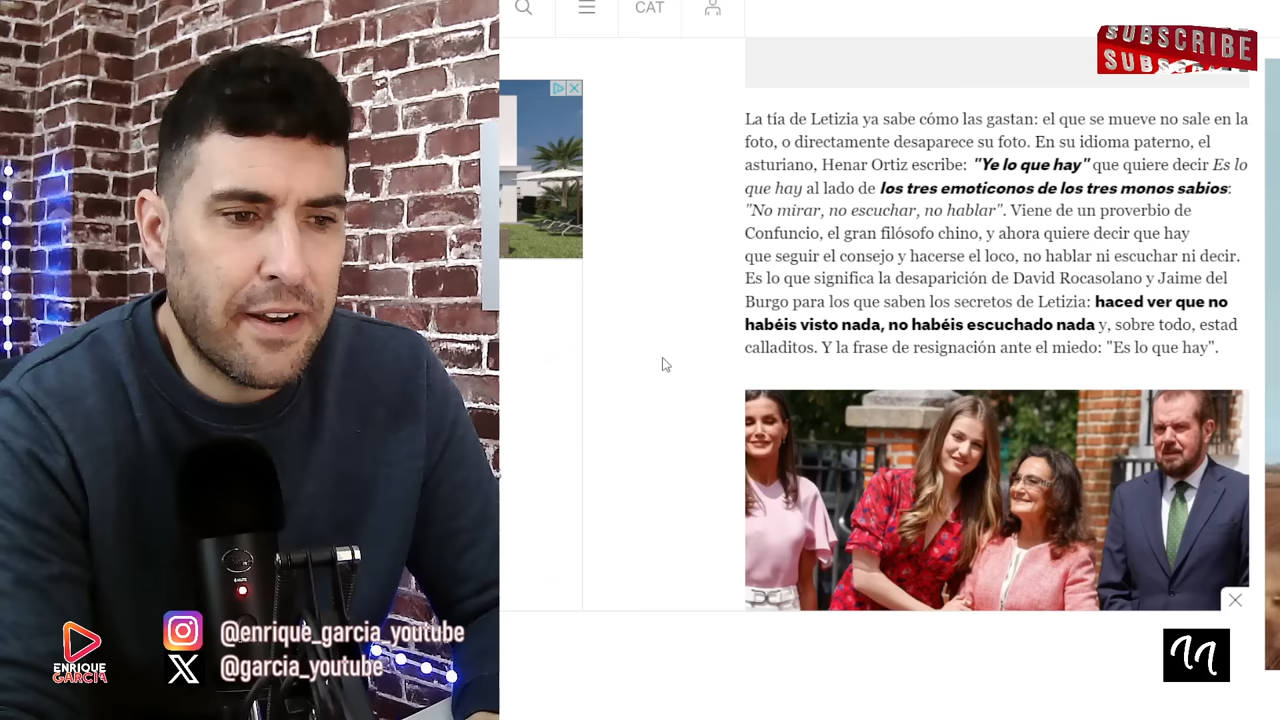 CAT
SUBSCRIBE
La tía de Letizia ya sabe cómo las gastan: el que se mueve no sale en la
foto, o directamente desaparece su foto. En su idioma paterno, el
asturiano, Henar Ortiz escribe: "Ye lo que hay" que quiere decir Es lo
que hay al lado de los tres emoticonos de los tres monos sabios:
"No mirar, no escuchar, no hablar". Viene de un proverbio de
Confuncio, el gran filósofo chino, y ahora quiere decir que hay
que seguir el consejo y hacerse el loco, no hablar ni escuchar ni decir.
Es lo que significa la desaparición de David Rocasolano y Jaime del
Burgo para los que saben los secretos de Letizia: haced ver que no
habéis visto nada, no habéis escuchado nada y, sobre todo, estad
calladitos. Y la frase de resignación ante el miedo: "Es lo que hay".
@enrique_garcia_youtube
@garcia_youtube
ENRIQUE
GARCIA